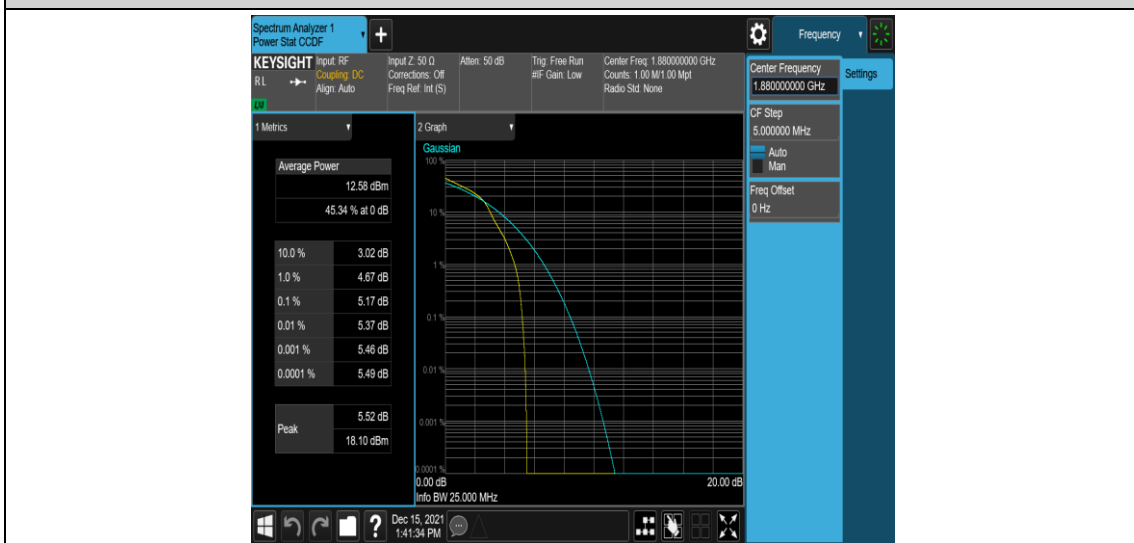 Spectrum Analyzer 1
Power Stat CCDF
+
Frequency
KEYSIGHT
RL
LXI
Input: RF
Coupling: DC
Align: Auto
Input Z: 50 Ω
Corrections: Off
Freq Ref: Int (S)
Atten: 50 dB
Trig: Free Run
#IF Gain: Low
Center Freq: 1.880000000 GHz
Counts: 1.00 M/1.00 Mpt
Radio Std: None
Center Frequency
1.880000000 GHz
Settings
CF Step
5.000000 MHz
Auto
Man
Freq Offset
0 Hz
1 Metrics
Average Power
12.58 dBm
45.34 % at 0 dB
10.0 % 3.02 dB
1.0 % 4.67 dB
0.1 % 5.17 dB
0.01 % 5.37 dB
0.001 % 5.46 dB
0.0001 % 5.49 dB
Peak
5.52 dB
18.10 dBm
2 Graph
Gaussian
100 %
10 %
1 %
0.1 %
0.01 %
0.001 %
0.0001 %
0.00 dB 20.00 dB
Info BW 25.000 MHz
?
Dec 15, 2021
1:41:34 PM